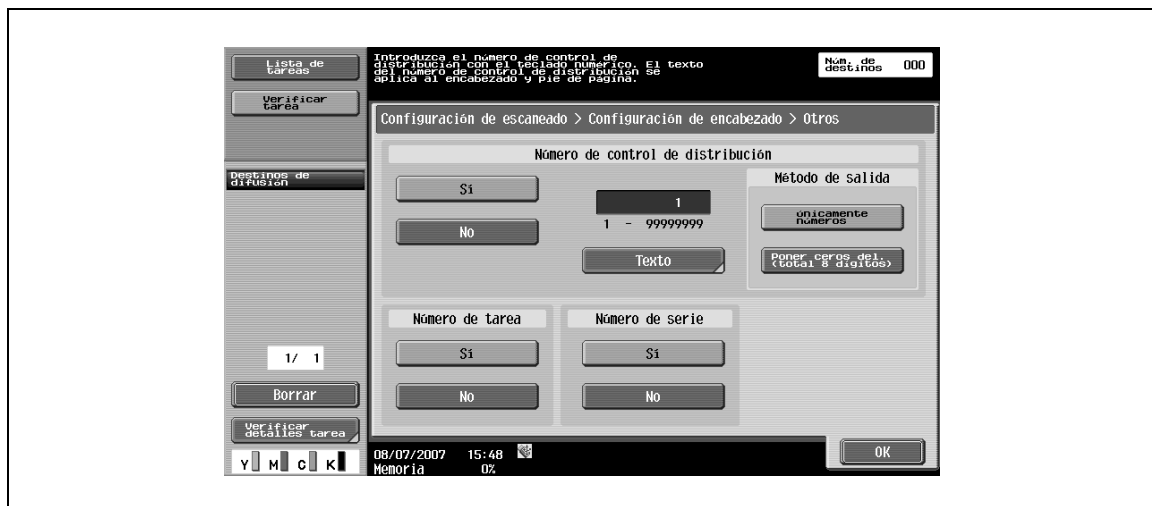 Lista de
tareas
Verificar
tarea
Introduzca el número de control de
distribución con el teclado numérico. El texto
del número de control de distribución se
aplica al encabezado y pie de página.
Núm. de
destinos 000
Configuración de escaneado > Configuración de encabezado > Otros
Destinos de
difusión
Número de control de distribución
Sí
No
1
1 - 99999999
Texto
Método de salida
únicamente
números
Poner ceros del.
(total 8 dígitos)
Número de tarea
Sí
No
Número de serie
Sí
No
1/ 1
Borrar
Verificar
detalles tarea
Y M C K
08/07/2007 15:48
Memoria 0%
OK